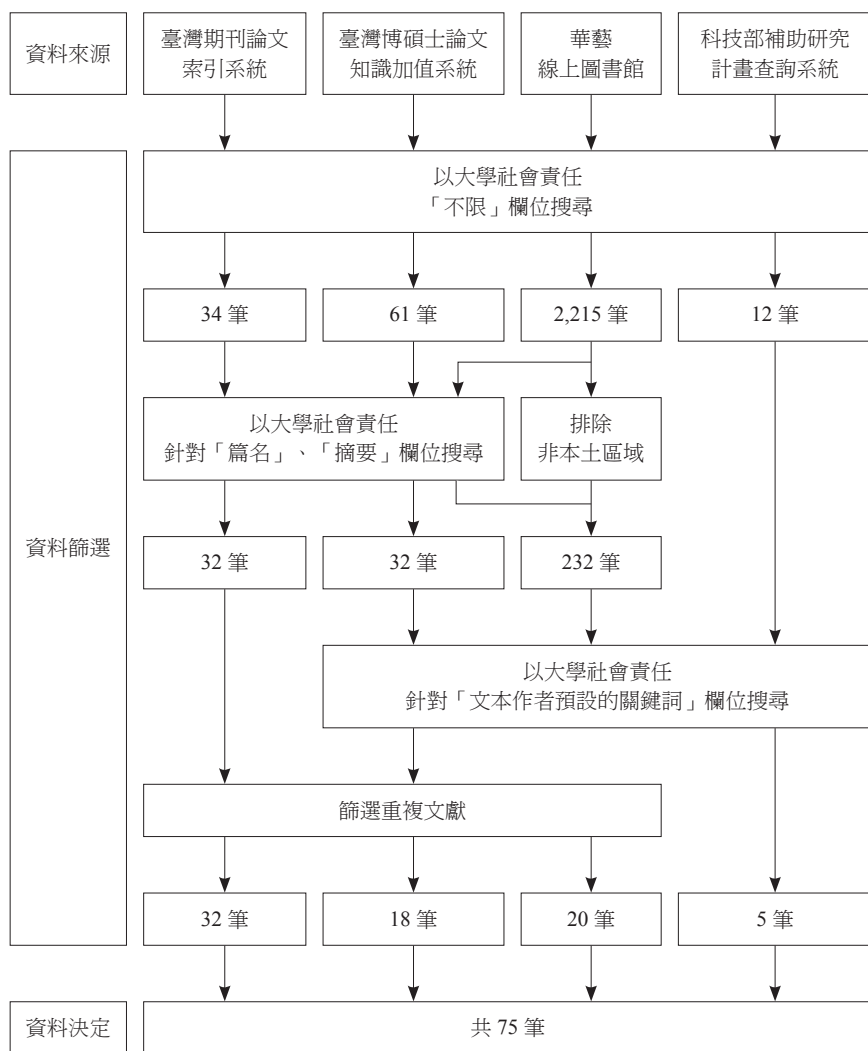 資料來源
臺灣期刊論文
索引系統
臺灣博碩士論文
知識加值系統
華藝
線上圖書館
科技部補助研究
計畫查詢系統
資料篩選
以大學社會責任
「不限」欄位搜尋
34 筆
61 筆
2,215 筆
12 筆
以大學社會責任
針對「篇名」、「摘要」欄位搜尋
排除
非本土區域
32 筆
32 筆
232 筆
以大學社會責任
針對「文本作者預設的關鍵詞」欄位搜尋
篩選重複文獻
32 筆
18 筆
20 筆
5 筆
資料決定
共 75 筆